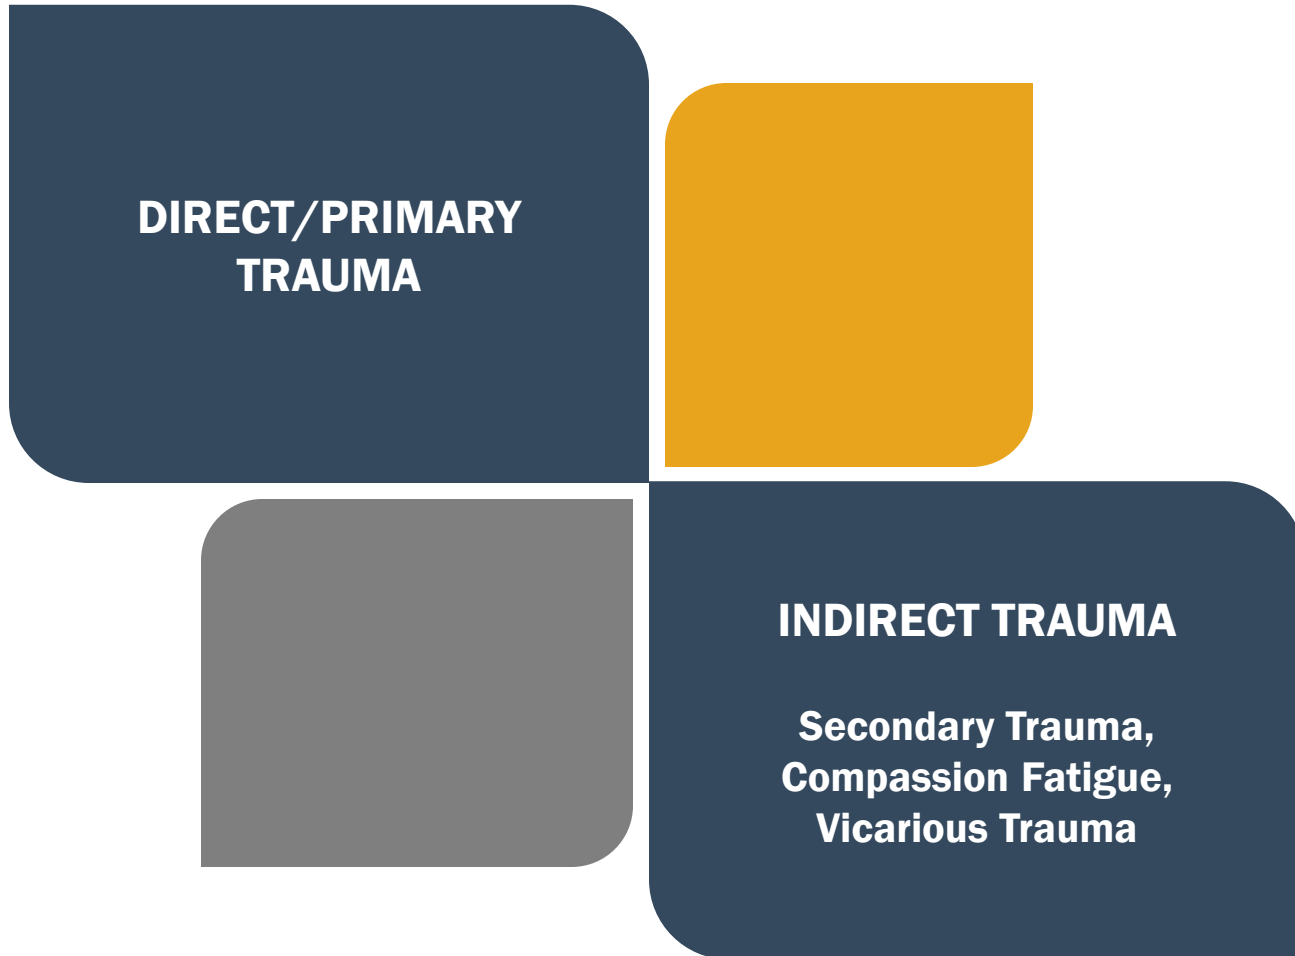 DIRECT/PRIMARY
TRAUMA
INDIRECT TRAUMA
Secondary Trauma,
Compassion Fatigue,
Vicarious Trauma